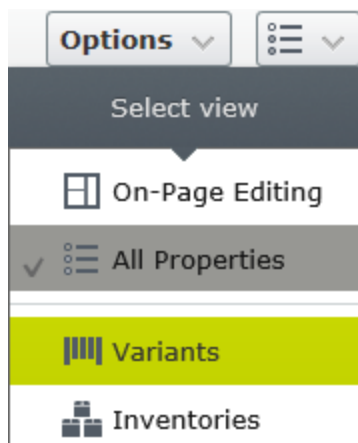 Options
Select view
On-Page Editing
All Properties
Variants
Inventories